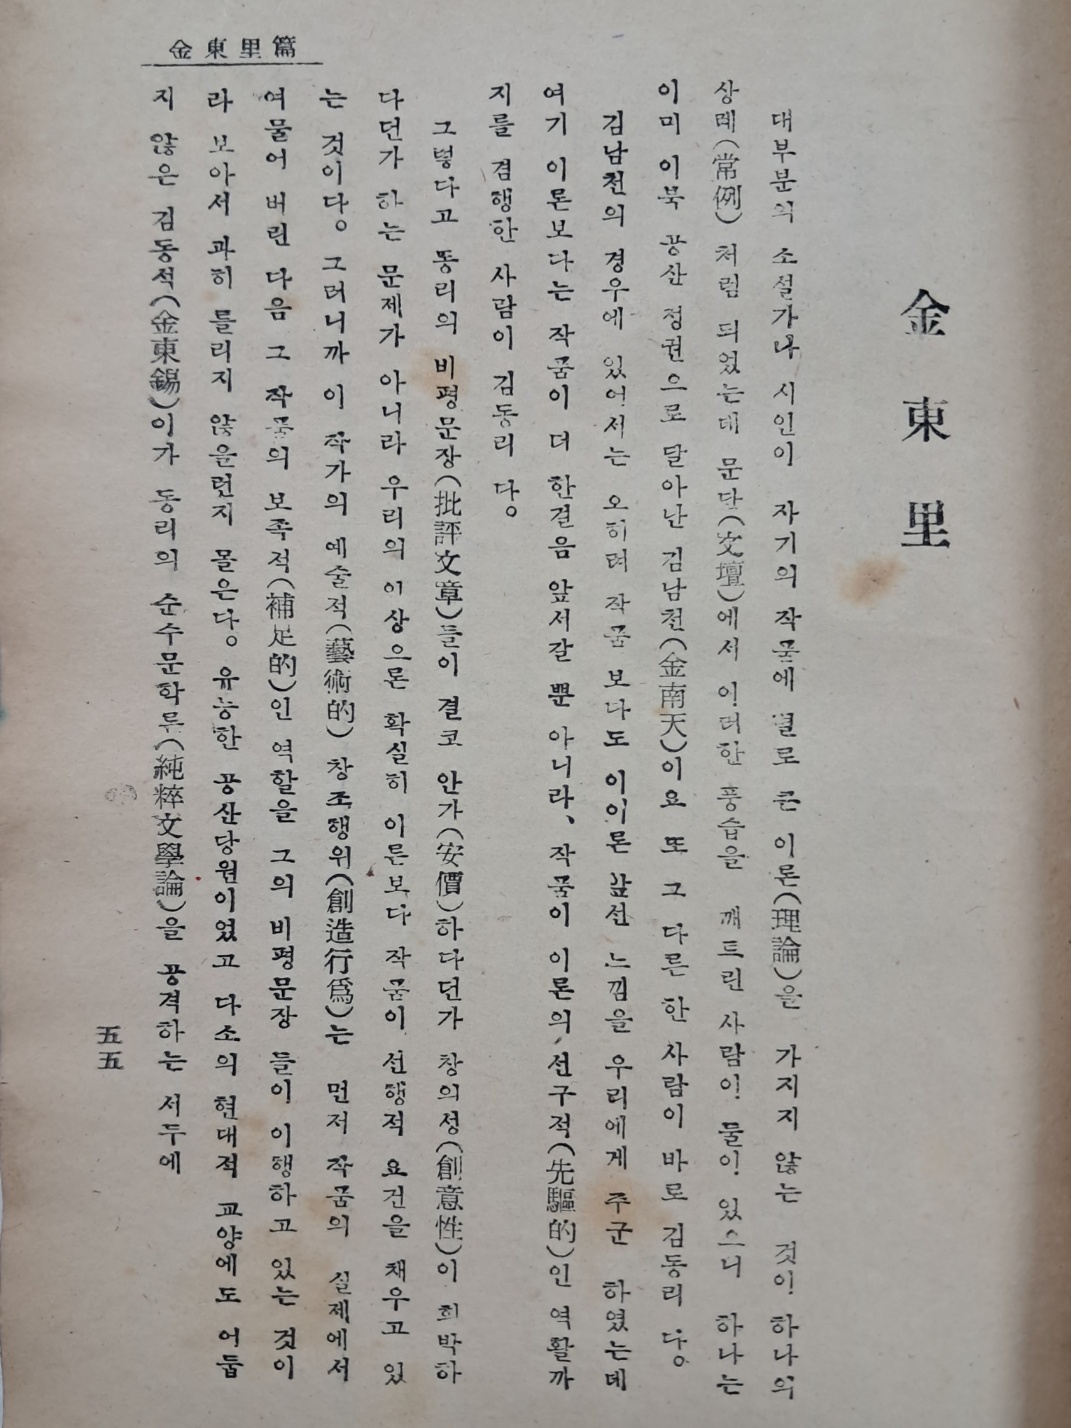 金東里篇
金東里
대부분의 소설가나 시인이 자기의 작품에 별로 큰 이론(理論)을 가지지 않는 것이 하나의
상례(常例)처럼 되었는데 문단(文壇)에서 이러한 풍습을 깨트린 사람이 둘이 있으니 하나는
이미 이북 공산 정권으로 달아난 김남천(金南天)이요 또 그 다른 한 사람이 바로 김동리 다。
김남천의 경우에 있어서는 오히려 작품 보다도 이이론 앞선 느낌을 우리에게 주군 하였는데
여기 이론보다는 작품이 더 한걸음 앞서갈 뿐 아니라、작품이 이론의 선구적(先驅的)인 역활까
지를 겸행한 사람이 김동리 다。
그렇다고 동리의 비평문장(批評文章)들이 결코 안가(安價)하다던가 창의성(創意性)이 희박하
다던가 하는 문제가 아니라 우리의 이상으론 확실히 이론보다 작품이 선행적 요건을 채우고 있
는 것이다。그러니까 이 작가의 예술적(藝術的) 창조행위(創造行爲)는 먼저 작품의 실제에서
여물어 버린 다음 그 작품의 보족적(補足的)인 역할을 그의 비평문장 들이 이행하고 있는 것이
라 보아서 과히 틀리지 않을런지 몰은다。유능한 공산당원이었고 다소의 현대적 교양에도 어둡
지 않은 김동석(金東錫)이가 동리의 순수문학론(純粹文學論)을 공격하는 서두에
五五